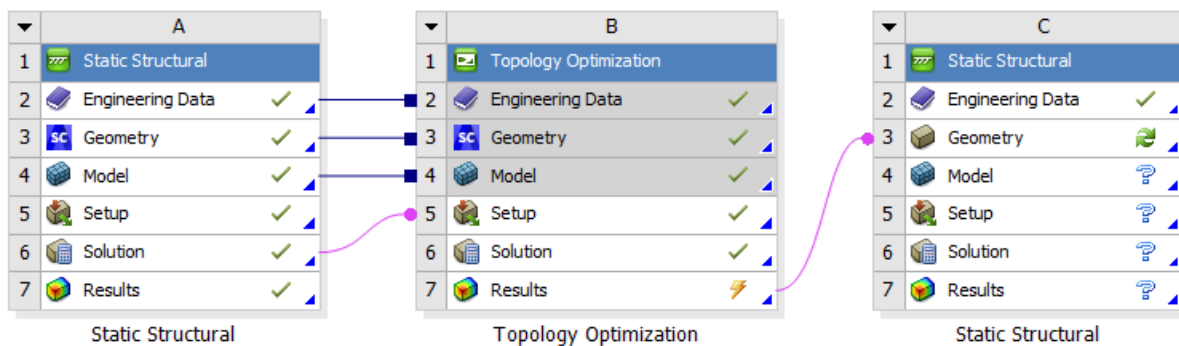 A
1 Static Structural
2 Engineering Data
3 SC Geometry
4 Model
5 Setup
6 Solution
7 Results
Static Structural
B
1 Topology Optimization
2 Engineering Data
3 SC Geometry
4 Model
5 Setup
6 Solution
7 Results
Topology Optimization
C
1 Static Structural
2 Engineering Data
3 Geometry
4 Model ?
5 Setup ?
6 Solution ?
7 Results ?
Static Structural